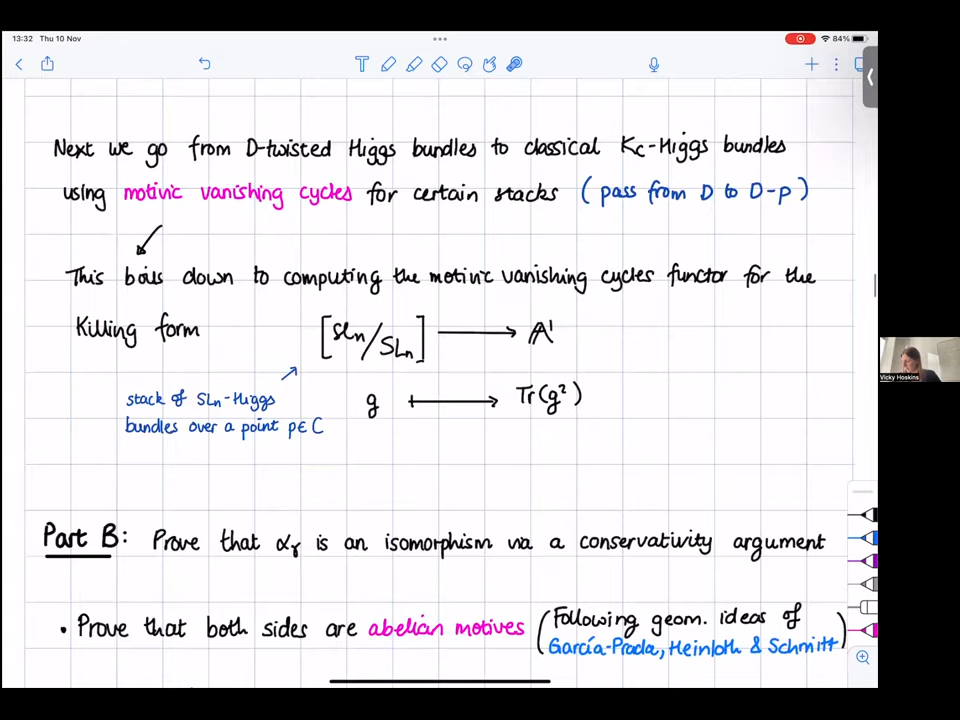 13:32 Thu 10 Nov
84%
Next we go from D-twisted Higgs bundles to classical K_C-Higgs bundles
using motivic vanishing cycles for certain stacks (pass from D to D-p)
This boils down to computing the motivic vanishing cycles functor for the
Killing form [sl_n/SL_n] ⟶ A¹
stack of SL_n-Higgs
bundles over a point p∈C
g ⟼ Tr(g²)
Part B: Prove that α_γ is an isomorphism via a conservativity argument
• Prove that both sides are abelian motives (Following geom. ideas of
García-Prada, Heinloth & Schmitt)
Vicky Hoskins